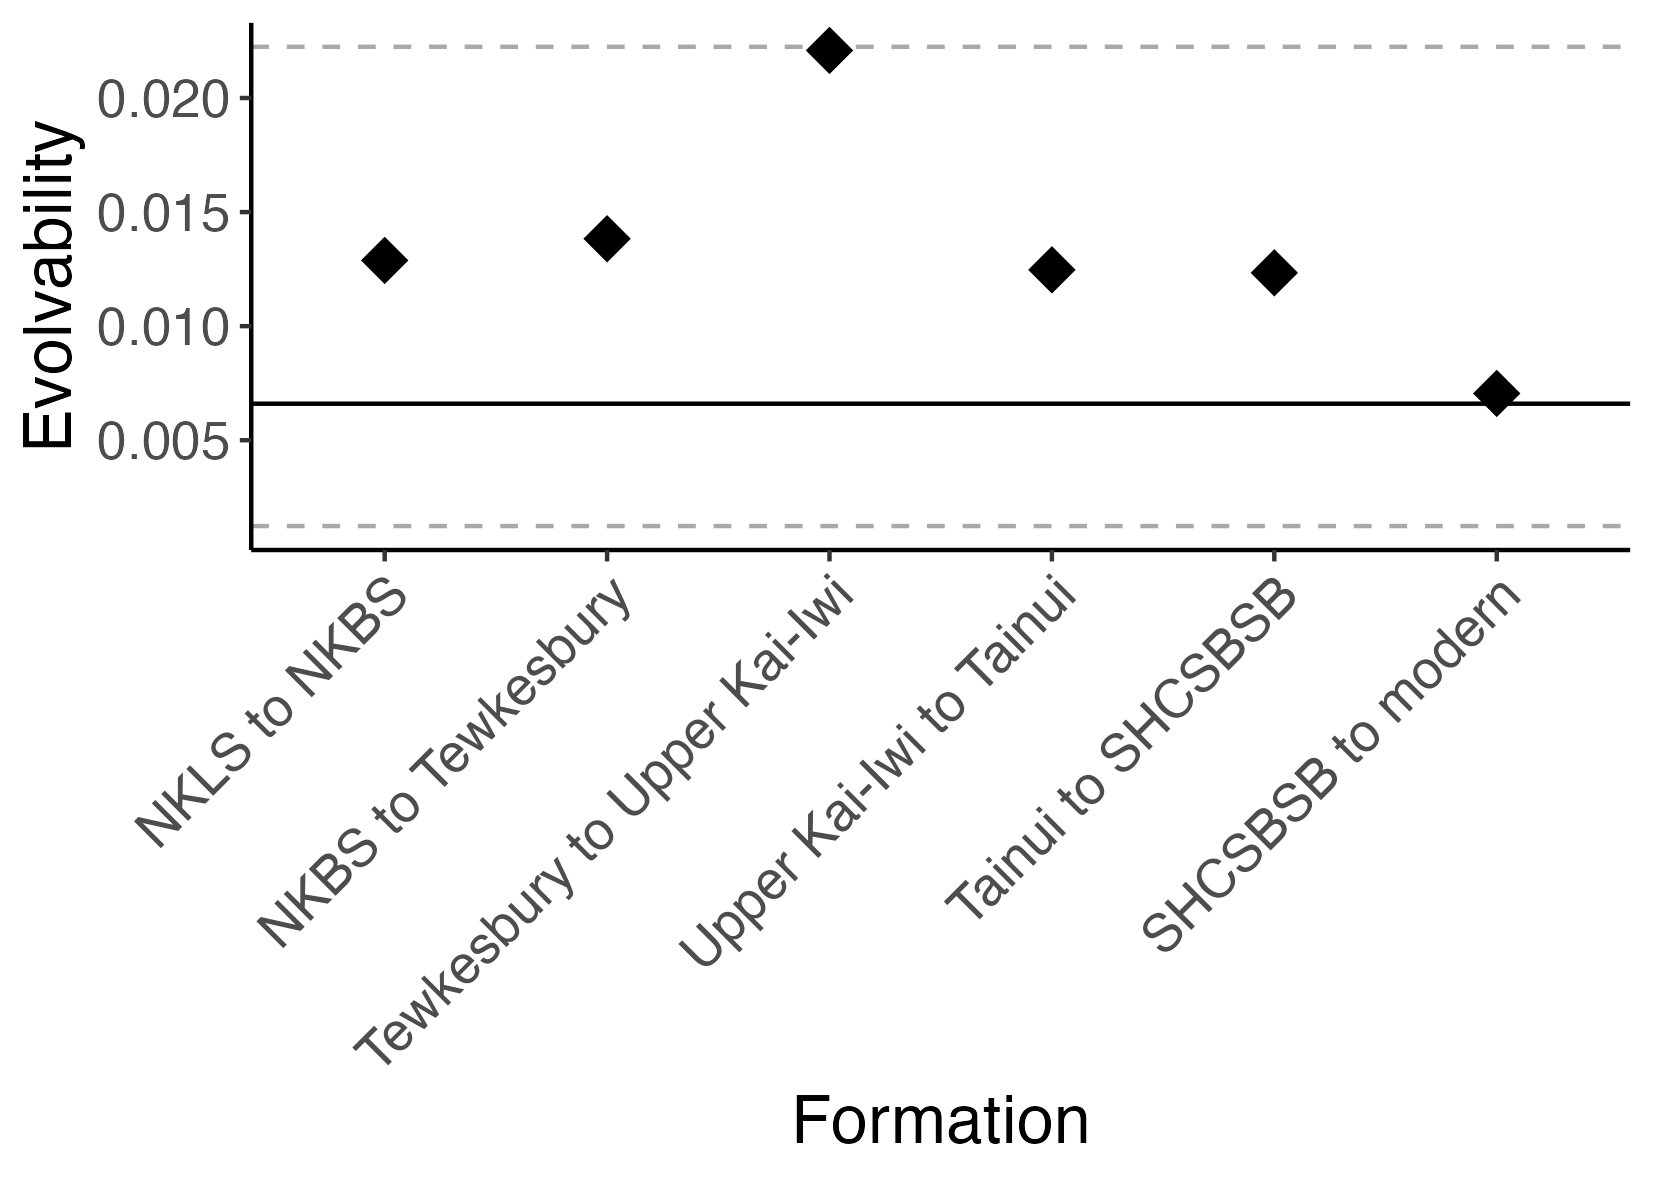 Evolvability
0.020
0.015
0.010
0.005
NKLS to NKBS
NKBS to Tewkesbury
Tewkesbury to Upper Kai-Iwi
Upper Kai-Iwi to Tainui
Tainui to SHCSBSB
SHCSBSB to modern
Formation